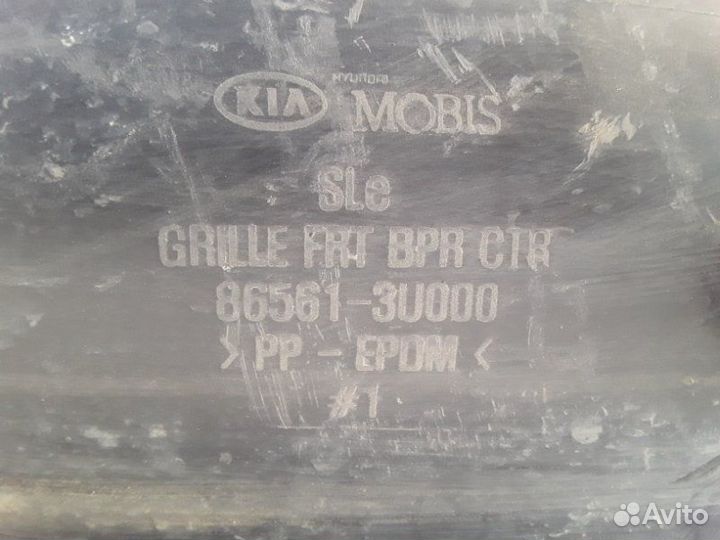 KIA HYUNDAI MOBIS
SLe
GRILLE FRT BPR CTR
86561-3U000
> PP - EPDM <
#1
Avito